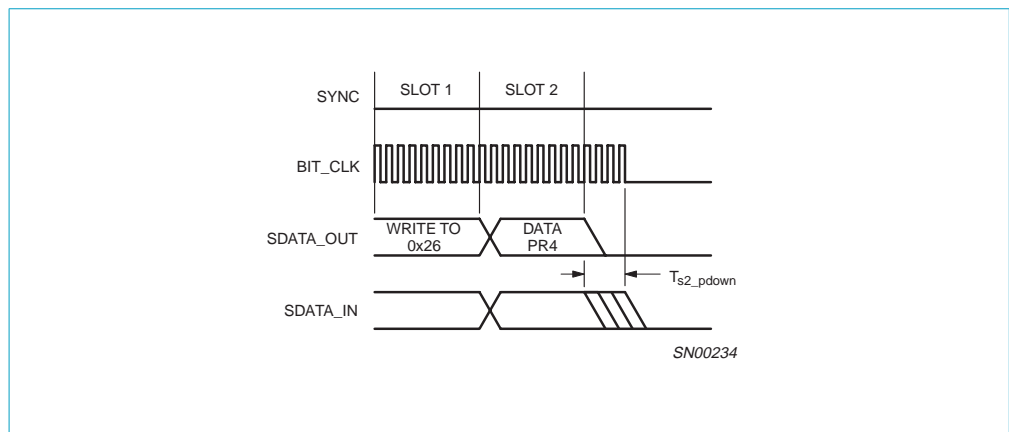 SLOT 1
SLOT 2
SYNC
BIT_CLK
SDATA_OUT
WRITE TO
0x26
DATA
PR4
Ts2_pdown
SDATA_IN
SN00234